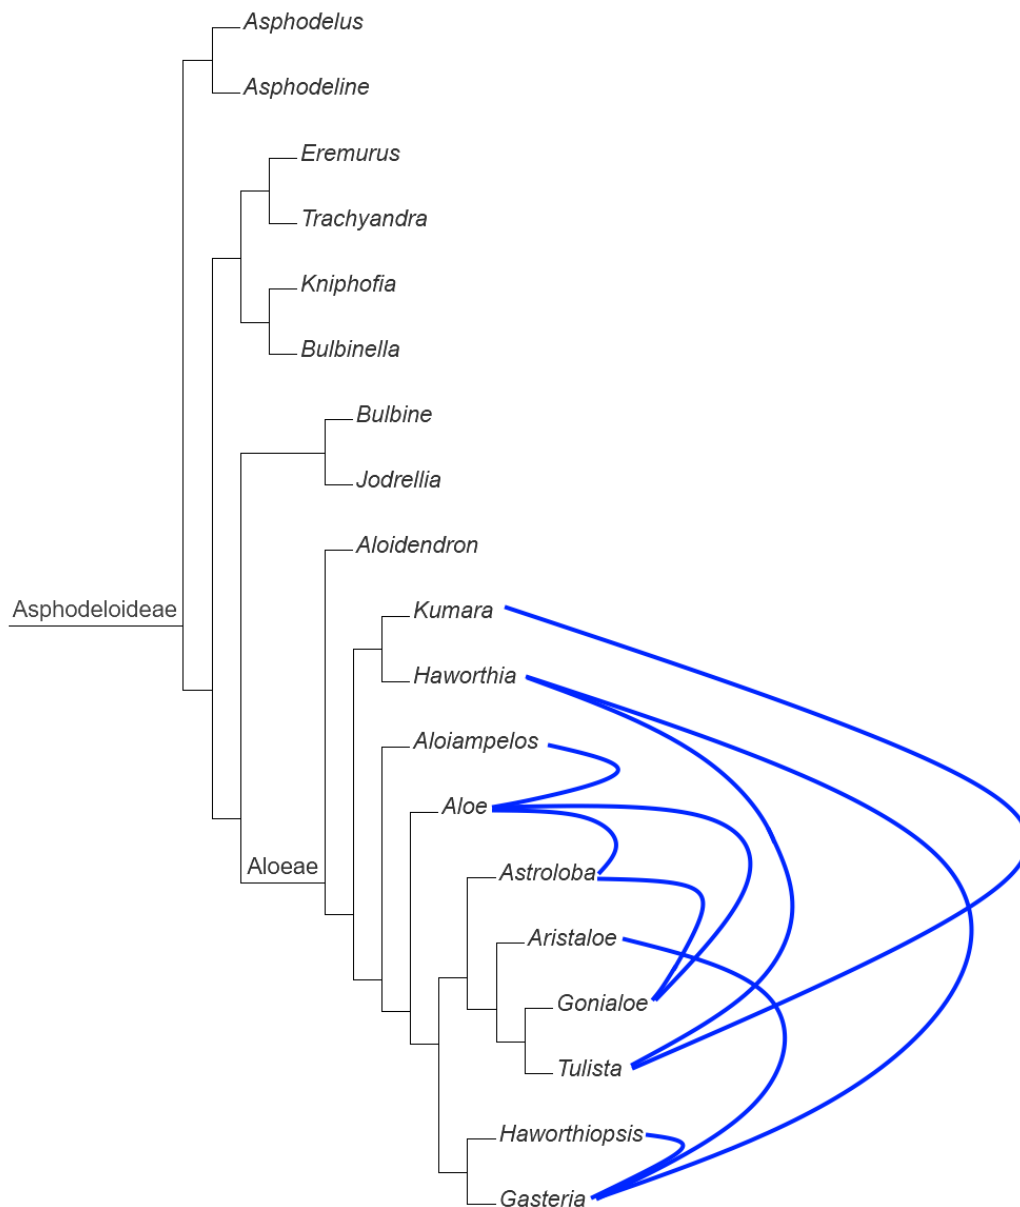 Asphodelus
Asphodeline
Eremurus
Trachyandra
Kniphofia
Bulbinella
Bulbine
Jodrellia
Aloidendron
Asphodeloideae
Kumara
Haworthia
Aloiampelos
Aloe
Aloeae
Astroloba
Aristaloe
Gonialoe
Tulista
Haworthiopsis
Gasteria